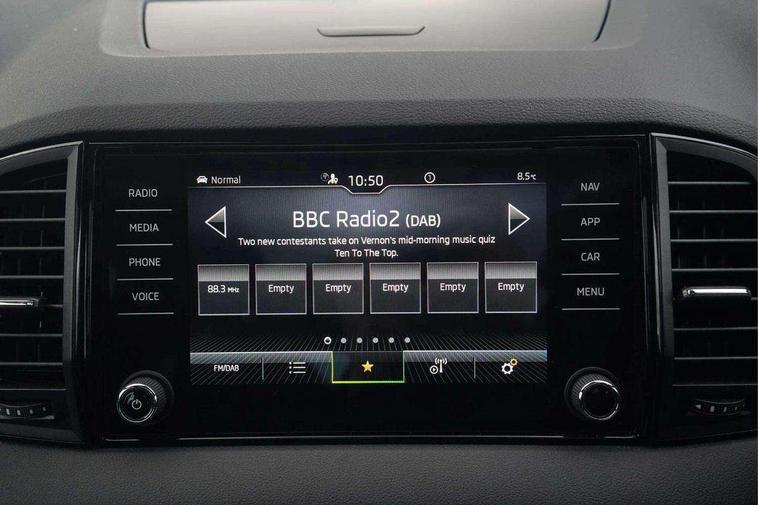 Normal
10:50
1
8.5°C
RADIO
MEDIA
PHONE
VOICE
BBC Radio2 (DAB)
Two new contestants take on Vernon's mid-morning music quiz
Ten To The Top.
88.3 MHz
Empty
Empty
Empty
Empty
Empty
FM/DAB
NAV
APP
CAR
MENU